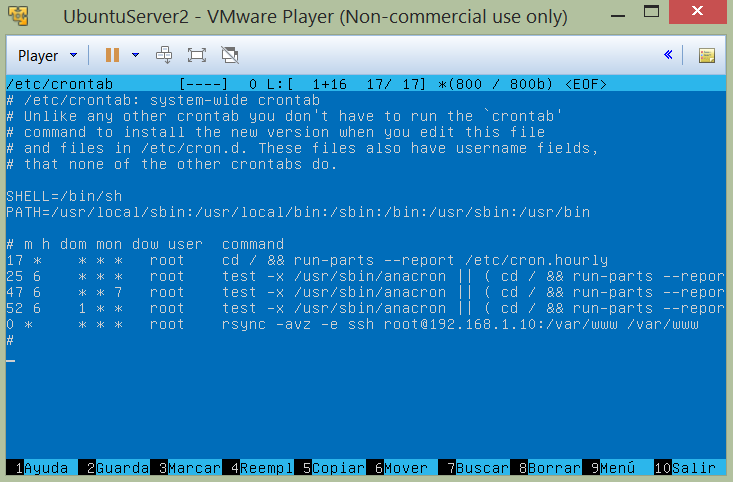 UbuntuServer2 - VMware Player (Non-commercial use only)
Player
/etc/crontab [----] 0 L:[ 1+16 17/ 17] *(800 / 800b) <EOF>
# /etc/crontab: system-wide crontab
# Unlike any other crontab you don't have to run the `crontab'
# command to install the new version when you edit this file
# and files in /etc/cron.d. These files also have username fields,
# that none of the other crontabs do.
SHELL=/bin/sh
PATH=/usr/local/sbin:/usr/local/bin:/sbin:/bin:/usr/sbin:/usr/bin
# m h dom mon dow user command
17 * * * * root cd / && run-parts --report /etc/cron.hourly
25 6 * * * root test -x /usr/sbin/anacron || ( cd / && run-parts --repor
47 6 * * 7 root test -x /usr/sbin/anacron || ( cd / && run-parts --repor
52 6 1 * * root test -x /usr/sbin/anacron || ( cd / && run-parts --repor
0 * * * * root rsync -avz -e ssh root@192.168.1.10:/var/www /var/www
#
1Ayuda 2Guarda 3Marcar 4Reempl 5Copiar 6Mover 7Buscar 8Borrar 9Menú 10Salir